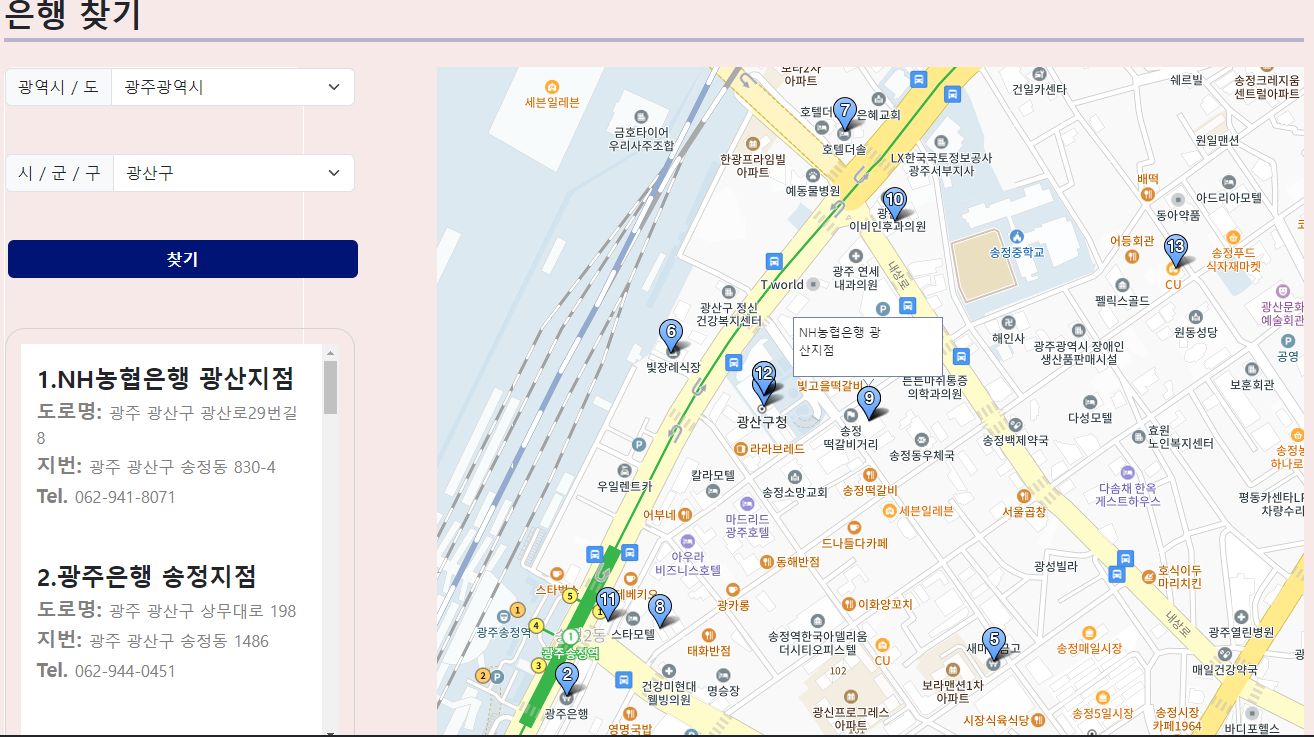 은행 찾기
광역시 / 도
광주광역시
시 / 군 / 구
광산구
찾기
1.NH농협은행 광산지점
도로명: 광주 광산구 광산로29번길
8
지번: 광주 광산구 송정동 830-4
Tel. 062-941-8071
2.광주은행 송정지점
도로명: 광주 광산구 상무대로 198
지번: 광주 광산구 송정동 1486
Tel. 062-944-0451
보라2차
아파트
건일카센타
쉐르빌
송정크레지움
센트럴아파트
세븐일레븐
금호타이어
우리사주조합
7
은혜교회
호텔더솔
한광프라임빌
아파트
LX한국국토정보공사
광주서부지사
원일맨션
예동물병원
배떡
아드리아모텔
10
이비인후과의원
동아약품
송정중학교
어등회관
13
송정푸드
식자재마켓
CU
광주 연세
내과의원
내상로
T.world
펠릭스골드
광산구 정신
건강복지센터
광산문화
예술회관
6
빛장례식장
NH농협은행 광
산지점
해인사
광주광역시 장애인
생산품판매시설
원동성당
공영
12
빛고을떡갈비
튼튼마취통증
의학과의원
보훈회관
9
광산구청
송정
떡갈비거리
다성모텔
송정백제약국
효원
노인복지센터
라라브레드
송정동우체국
우일렌트카
칼라모텔
송정소망교회
송정떡갈비
다솜채 한옥
게스트하우스
어부네
마드리드
광주호텔
세븐일레븐
서울곱창
평동카센타LP
차량수리
드나들다카페
아우라
비즈니스호텔
동해반점
광성빌라
호식이두
마리치킨
5
1
광카롱
이화양꼬치
11
8
광주송정역
4
스타모텔
1
광주송정역
태화반점
송정역한국아델리움
더시티오피스텔
CU
5
송정매일시장
내상로
광주열린병원
매일건강약국
3
2
P
2
광주은행
건강미현대
웰빙의원
명승장
102
보라맨션1차
아파트
영명국밥
광신프로그레스
아파트
시장식육식당
송정5일시장
송정시장
카페1964
바디포헬스